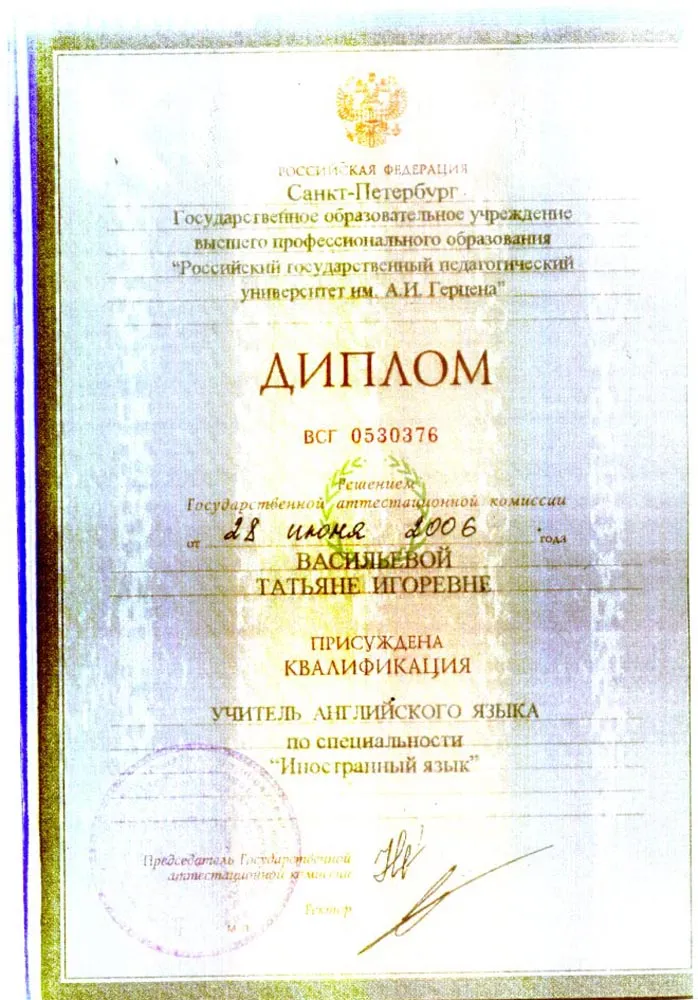 РОССИЙСКАЯ ФЕДЕРАЦИЯ
Санкт-Петербург
Государственное образовательное учреждение
высшего профессионального образования
"Российский государственный педагогический
университет им. А.И. Герцена"
ДИПЛОМ
ВСГ 0530376
Решением
Государственной аттестационной комиссии
от 28 июня 2006 года
ВАСИЛЬЕВОЙ
ТАТЬЯНЕ ИГОРЕВНЕ
ПРИСУЖДЕНА
КВАЛИФИКАЦИЯ
УЧИТЕЛЬ АНГЛИЙСКОГО ЯЗЫКА
по специальности
"Иностранный язык"
Председатель Государственной
аттестационной комиссии
Ректор
М.П.